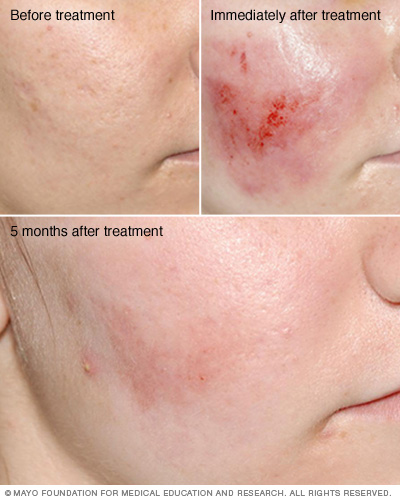 Before treatment
Immediately after treatment
5 months after treatment
© MAYO FOUNDATION FOR MEDICAL EDUCATION AND RESEARCH. ALL RIGHTS RESERVED.